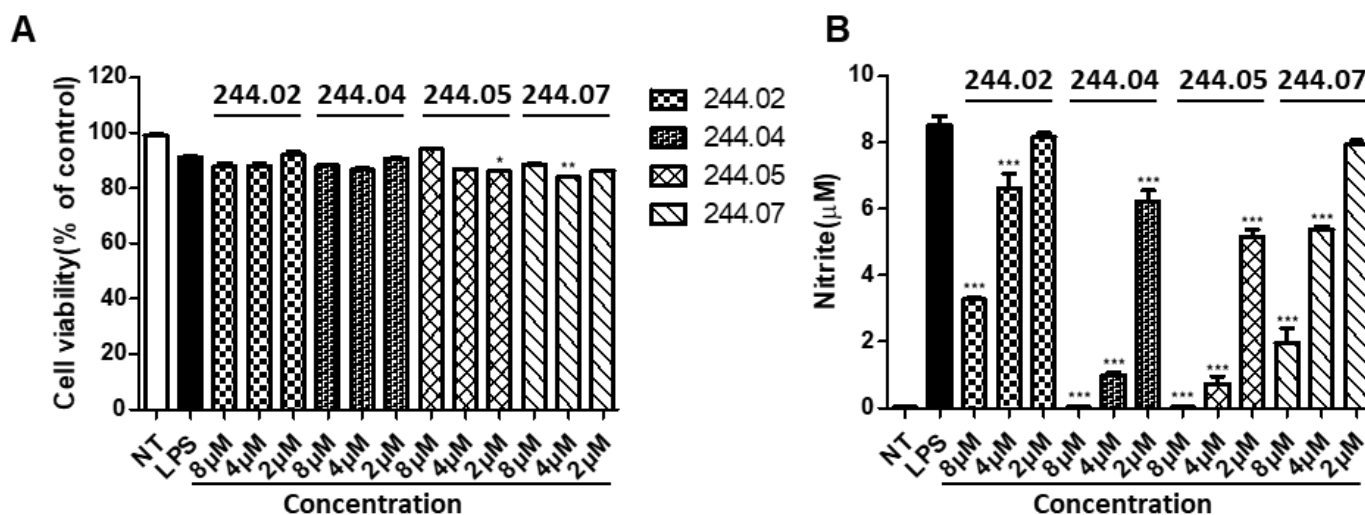 A
Cell viability(% of control)
120
100
80
60
40
20
0
244.02 244.04 244.05 244.07
*
**
NT
LPS
8μM
4μM
2μM
8μM
4μM
2μM
8μM
4μM
2μM
8μM
4μM
2μM
Concentration
244.02
244.04
244.05
244.07
B
Nitrite(μM)
10
8
6
4
2
0
244.02 244.04 244.05 244.07
***
***
***
***
***
***
***
***
***
***
NT
LPS
8μM
4μM
2μM
8μM
4μM
2μM
8μM
4μM
2μM
8μM
4μM
2μM
Concentration